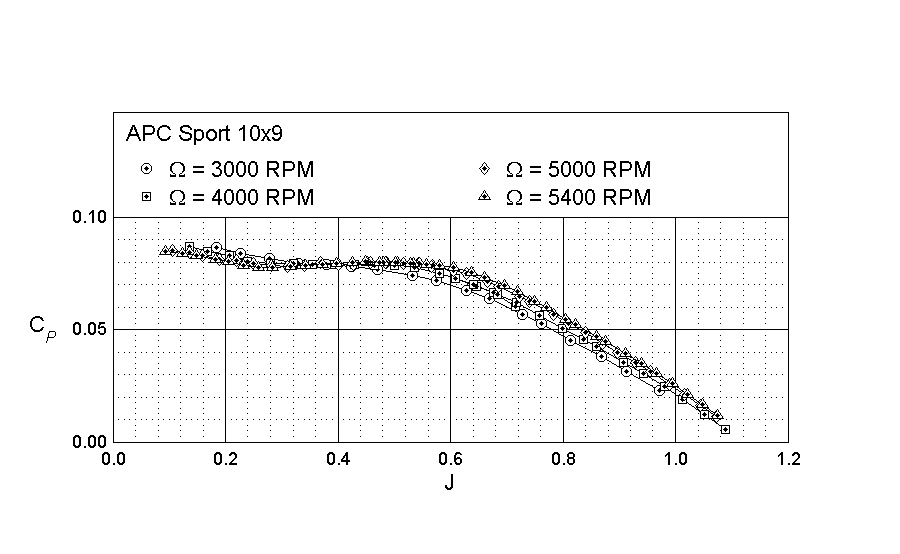 APC Sport 10x9
Ω = 3000 RPM
Ω = 5000 RPM
Ω = 4000 RPM
Ω = 5400 RPM
0.10
C_P
0.05
0.00
0.0 0.2 0.4 0.6 0.8 1.0 1.2
J